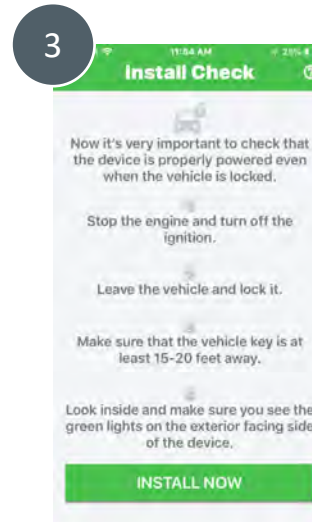 3
11:54 AM
Install Check
Now it's very important to check that
the device is properly powered even
when the vehicle is locked.
Stop the engine and turn off the
ignition.
Leave the vehicle and lock it.
Make sure that the vehicle key is at
least 15-20 feet away.
Look inside and make sure you see the
green lights on the exterior facing side
of the device.
INSTALL NOW